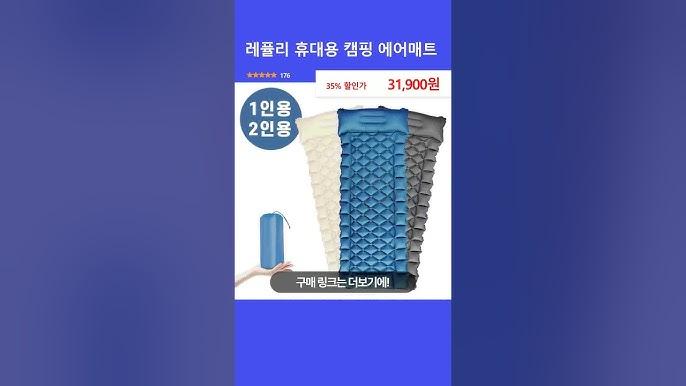 레퓰리 휴대용 캠핑 에어매트
★★★★★ 176
35% 할인가 31,900원
1인용
2인용
구매 링크는 더보기에!